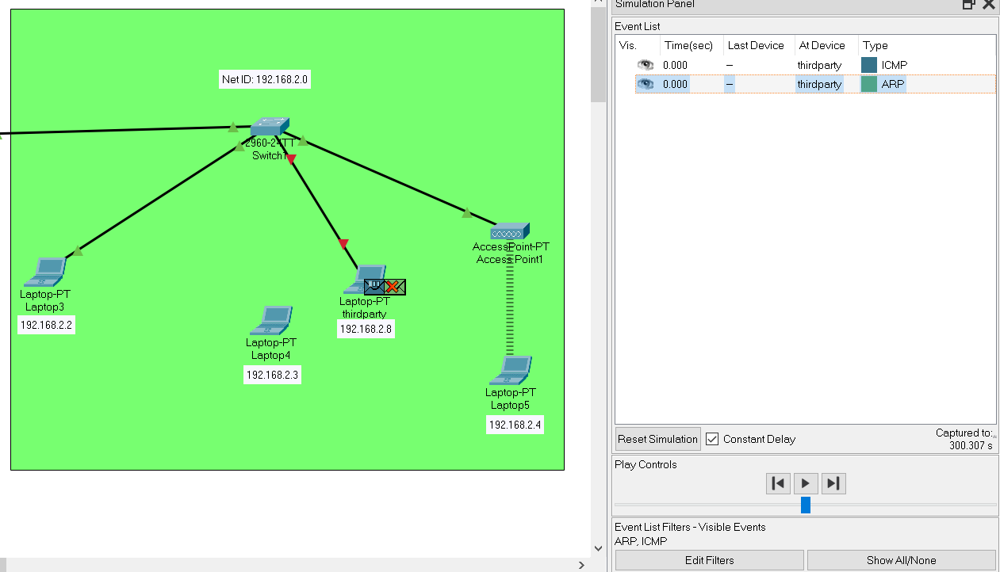 Simulation Panel
Event List
Vis.
Time(sec)
Last Device
At Device
Type
0.000
--
thirdparty
ICMP
0.000
--
thirdparty
ARP
Net ID: 192.168.2.0
2960-24TT
Switch1
AccessPoint-PT
Access Point1
Laptop-PT
Laptop3
192.168.2.2
Laptop-PT
thirdparty
192.168.2.8
Laptop-PT
Laptop4
192.168.2.3
Laptop-PT
Laptop5
192.168.2.4
Reset Simulation
Constant Delay
Captured to:
300.307 s
Play Controls
Event List Filters - Visible Events
ARP, ICMP
Edit Filters
Show All/None